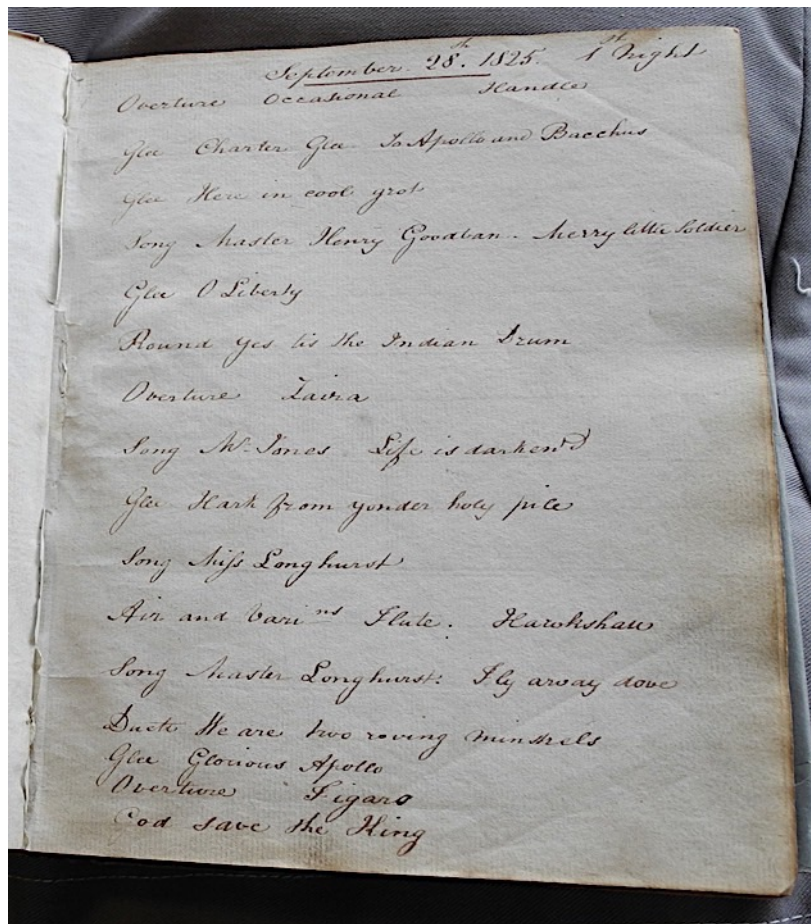 September. 28th. 1825. 1st Night
Overture Occasional Handle
Glee Charter Glee To Apollo and Bacchus
Glee Here in cool grot
Song Master Henry Goodban. Merry little Soldier
Glee O Liberty
Round Yes tis the Indian Drum
Overture Zaira
Song Mr. Jones Life is darken'd
Glee Hark from yonder holy pile
Song Miss Longhurst
Air and Varins Flute. Hawkshaw
Song Master Longhurst. Fly away dove
Duett We are two roving minstrels
Glee Glorious Apollo
Overture Figaro
God save the King